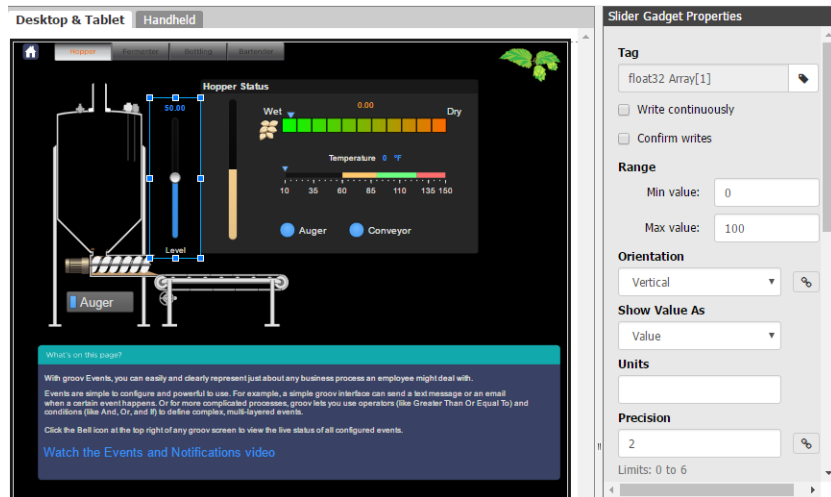 Desktop & Tablet
Handheld
Slider Gadget Properties
Hopper
Fermenter
Bottling
Bartender
Hopper Status
50.00
Level
Wet
0.00
Dry
Temperature 0 °F
10 35 60 85 110 135 150
Auger
Conveyor
Auger
What's on this page?
With groov Events, you can easily and clearly represent just about any business process an employee might deal with.
Events are simple to configure and powerful to use. For example, a simple groov interface can send a text message or an email
when a certain event happens. Or for more complicated processes, groov lets you use operators (like Greater Than Or Equal To) and
conditions (like And, Or, and If) to define complex, multi-layered events.
Click the Bell icon at the top right of any groov screen to view the live status of all configured events.
Watch the Events and Notifications video
Tag
float32 Array[1]
Write continuously
Confirm writes
Range
Min value: 0
Max value: 100
Orientation
Vertical
Show Value As
Value
Units
Precision
2
Limits: 0 to 6